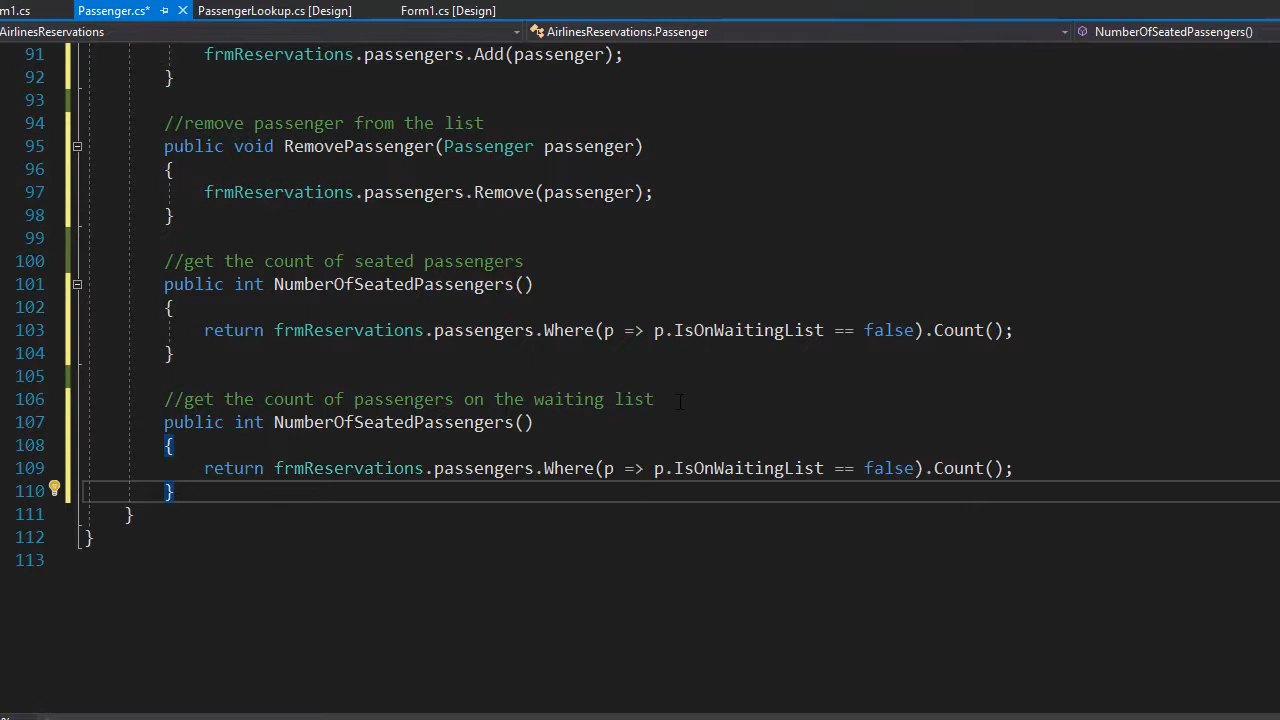 m1.cs Passenger.cs* PassengerLookup.cs [Design] Form1.cs [Design]
AirlinesReservations AirlinesReservations.Passenger NumberOfSeatedPassengers()
91 frmReservations.passengers.Add(passenger);
92 }
93
94 //remove passenger from the list
95 public void RemovePassenger(Passenger passenger)
96 {
97 frmReservations.passengers.Remove(passenger);
98 }
99
100 //get the count of seated passengers
101 public int NumberOfSeatedPassengers()
102 {
103 return frmReservations.passengers.Where(p => p.IsOnWaitingList == false).Count();
104 }
105
106 //get the count of passengers on the waiting list
107 public int NumberOfSeatedPassengers()
108 {
109 return frmReservations.passengers.Where(p => p.IsOnWaitingList == false).Count();
110 }
111 }
112 }
113